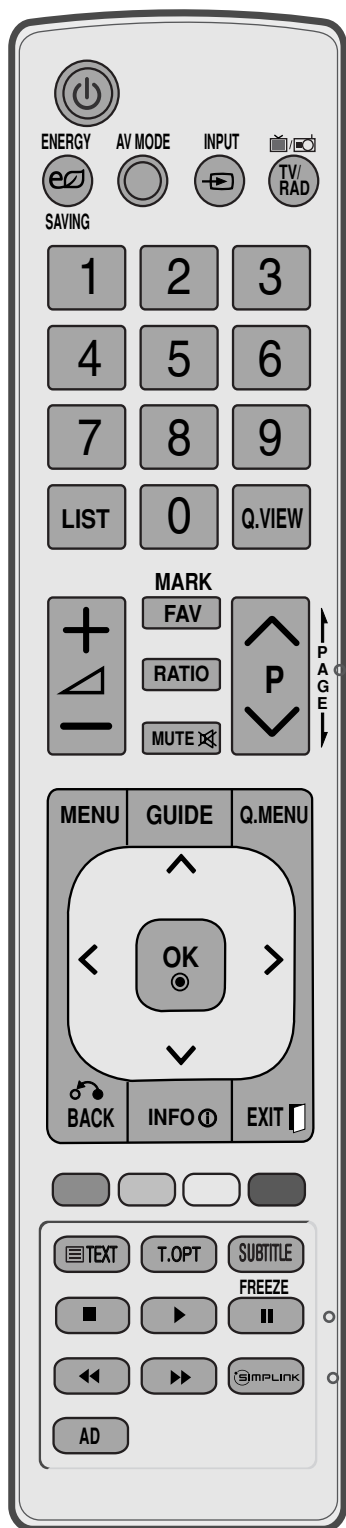 ENERGY AV MODE INPUT
TV/
RAD
SAVING
1 2 3
4 5 6
7 8 9
LIST 0 Q.VIEW
MARK
FAV
RATIO
P
PAGE
MUTE
MENU GUIDE Q.MENU
OK
BACK INFO EXIT
TEXT T.OPT SUBTITLE
FREEZE
SIMPLINK
AD